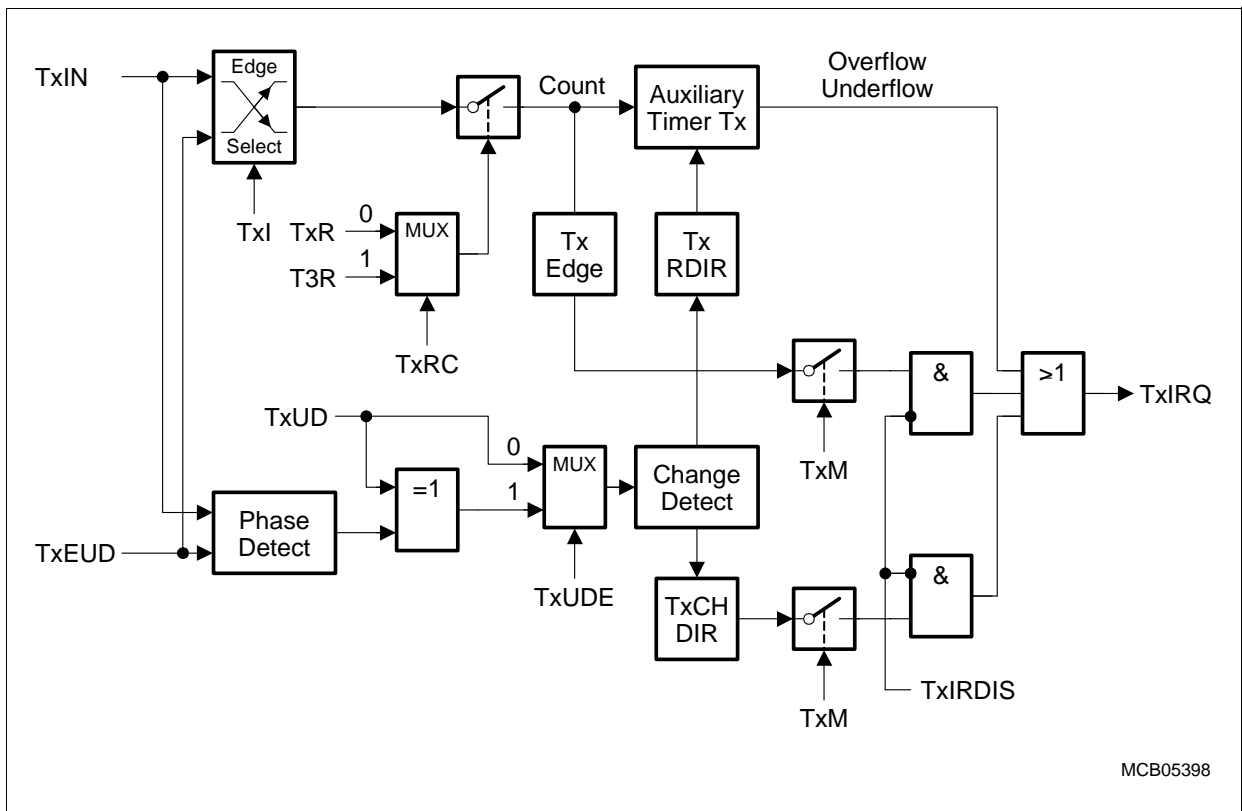 TxIN
Edge
Select
TxI
Count
Auxiliary
Timer Tx
Overflow
Underflow
TxR
0
T3R
1
MUX
TxRC
Tx
Edge
Tx
RDIR
TxM
&
≥1
TxIRQ
TxUD
0
1
MUX
=1
Change
Detect
TxEUD
Phase
Detect
TxUDE
TxCH
DIR
TxM
&
TxIRDIS
MCB05398